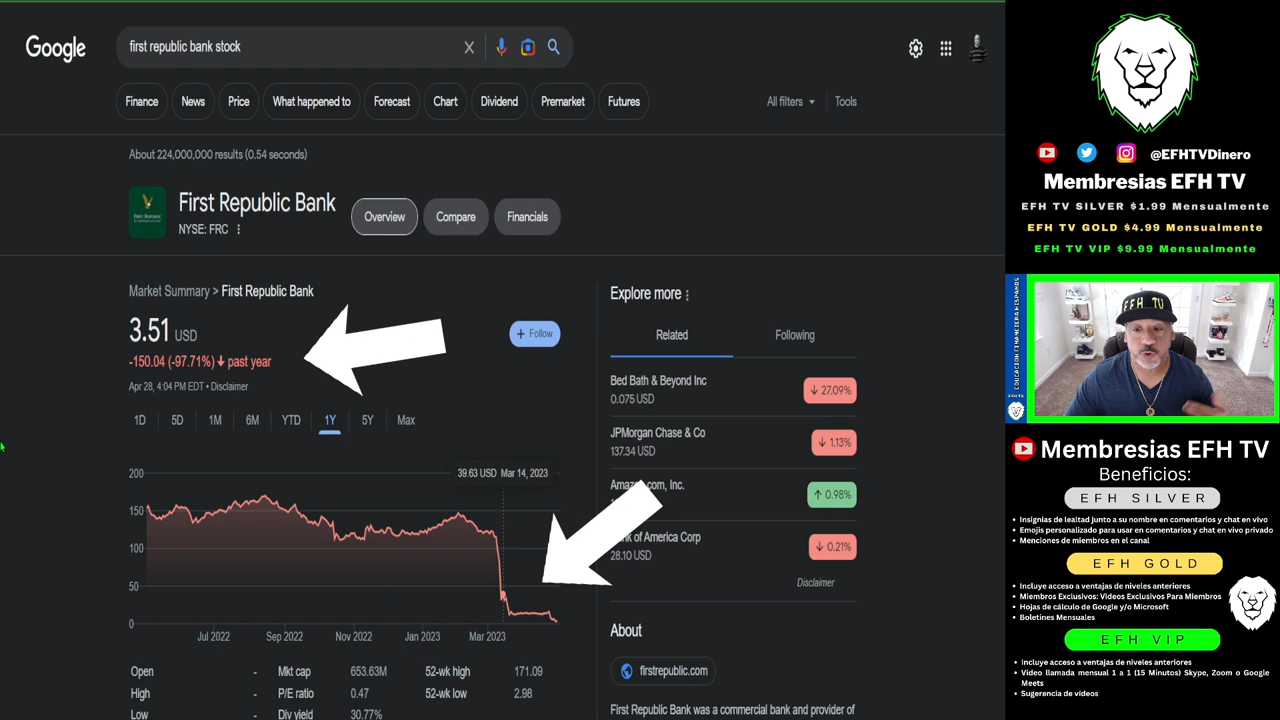 Google
first republic bank stock
Finance
News
Price
What happened to
Forecast
Chart
Dividend
Premarket
Futures
All filters
Tools
About 224,000,000 results (0.54 seconds)
FIRST REPUBLIC
First Republic Bank
NYSE: FRC
Overview
Compare
Financials
Market Summary > First Republic Bank
3.51 USD
-150.04 (-97.71%) ↓ past year
Apr 28, 4:04 PM EDT • Disclaimer
+ Follow
1D
5D
1M
6M
YTD
1Y
5Y
Max
39.63 USD Mar 14, 2023
200
150
100
50
0
Jul 2022
Sep 2022
Nov 2022
Jan 2023
Mar 2023
Open
-
Mkt cap
653.63M
52-wk high
171.09
High
-
P/E ratio
0.47
52-wk low
2.98
Low
-
Div yield
30.77%
Explore more
Related
Following
Bed Bath & Beyond Inc
0.075 USD
↓ 27.09%
JPMorgan Chase & Co
137.34 USD
↓ 1.13%
com, Inc.
↑ 0.98%
of America Corp
28.10 USD
↓ 0.21%
Disclaimer
About
firstrepublic.com
First Republic Bank was a commercial bank and provider of
@EFHTVDinero
Membresias EFH TV
EFH TV SILVER $1.99 Mensualmente
EFH TV GOLD $4.99 Mensualmente
EFH TV VIP $9.99 Mensualmente
EDUCACION FINANCIERA HISPANOS
EFH TV
EFH TV
Membresias EFH TV
Beneficios:
EFH SILVER
• Insignias de lealtad junto a su nombre en comentarios y chat en vivo
• Emojis personalizado para usar en comentarios y chat en vivo privado
• Menciones de miembros en el canal
EFH GOLD
• Incluye acceso a ventajas de niveles anteriores
• Miembros Exclusivos: Videos Exclusivos Para Miembros
• Hojas de cálculo de Google y/o Microsoft
• Boletines Mensuales
EFH VIP
• Incluye acceso a ventajas de niveles anteriores
• Video llamada mensual 1 a 1 (15 Minutos) Skype, Zoom o Google
Meets
• Sugerencia de videos